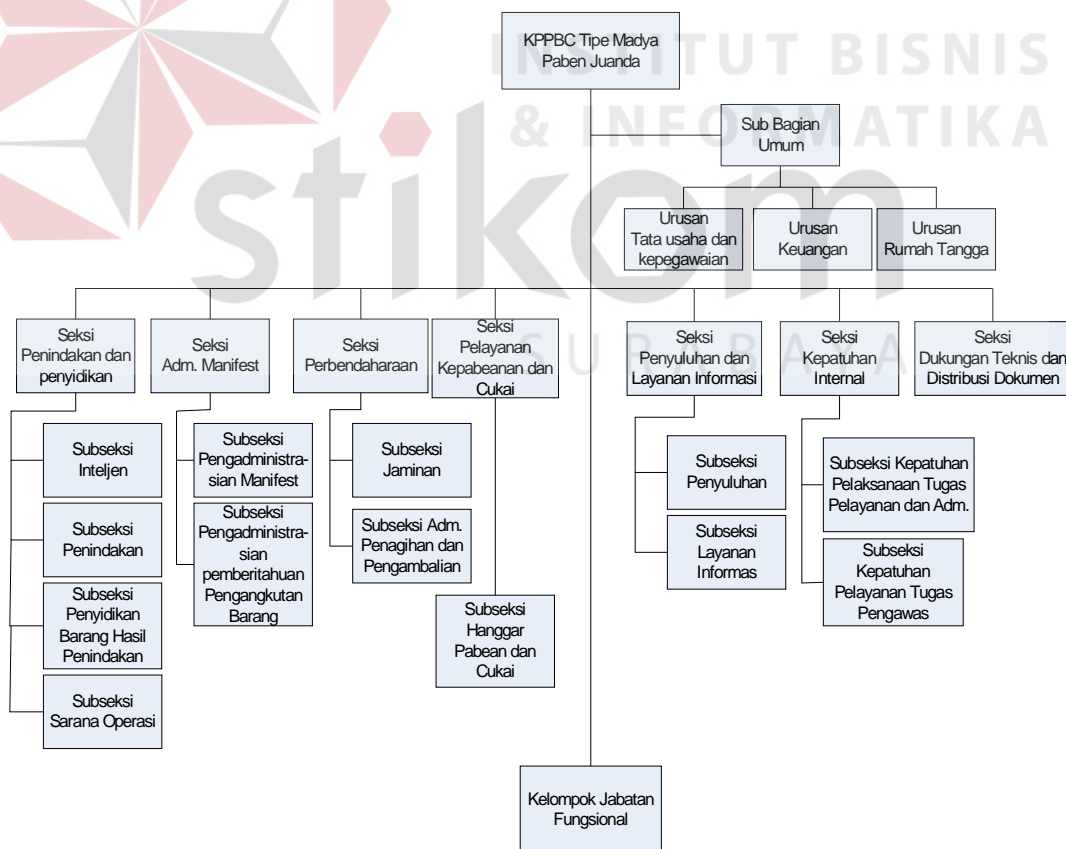 INSTITUT BISNIS
& INFORMATIKA
stikom
SURABAYA
KPPBC Tipe Madya
Paben Juanda
Sub Bagian
Umum
Urusan
Tata usaha dan
kepegawaian
Urusan
Keuangan
Urusan
Rumah Tangga
Seksi
Penindakan dan
penyidikan
Seksi
Adm. Manifest
Seksi
Perbendaharaan
Seksi
Pelayanan
Kepabeanan dan
Cukai
Seksi
Penyuluhan dan
Layanan Informasi
Seksi
Kepatuhan
Internal
Seksi
Dukungan Teknis dan
Distribusi Dokumen
Subseksi
Inteljen
Subseksi
Penindakan
Subseksi
Penyidikan
Barang Hasil
Penindakan
Subseksi
Sarana Operasi
Subseksi
Pengadministra-
sian Manifest
Subseksi
Pengadministra-
sian
pemberitahuan
Pengangkutan
Barang
Subseksi
Jaminan
Subseksi Adm.
Penagihan dan
Pengambalian
Subseksi
Hanggar
Pabean dan
Cukai
Subseksi
Penyuluhan
Subseksi
Layanan
Informas
Subseksi Kepatuhan
Pelaksanaan Tugas
Pelayanan dan Adm.
Subseksi
Kepatuhan
Pelayanan Tugas
Pengawas
Kelompok Jabatan
Fungsional